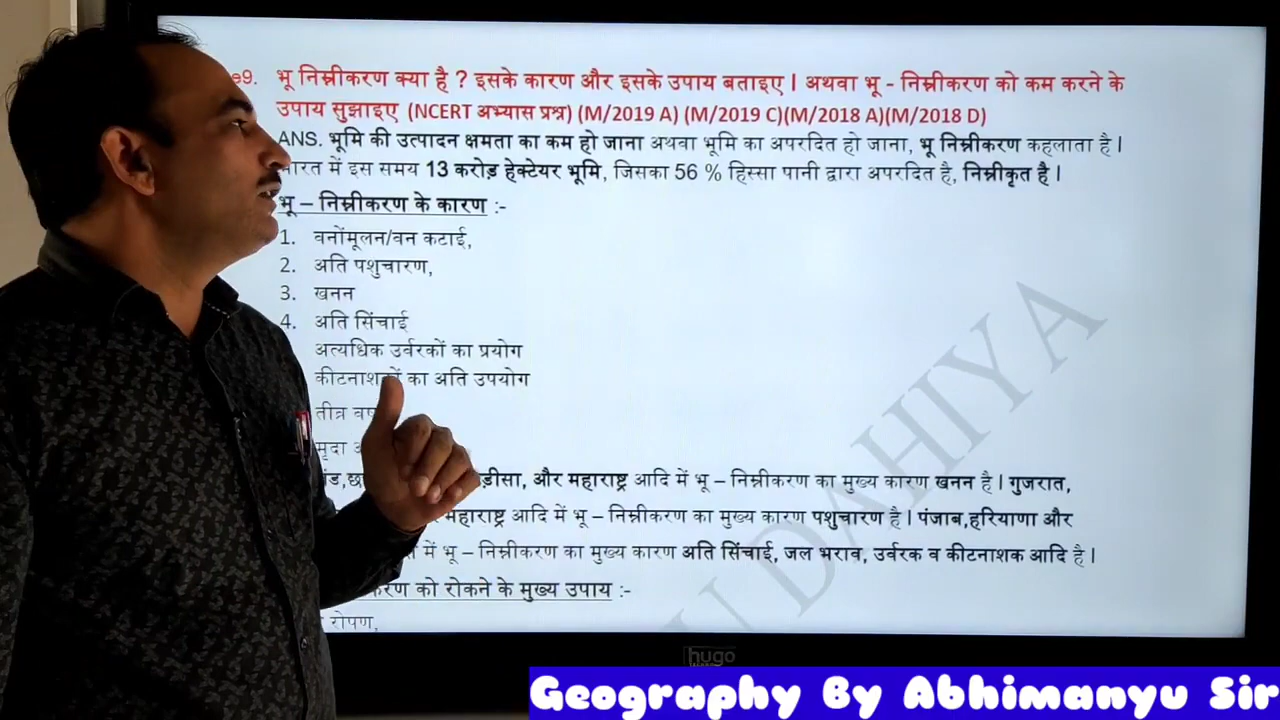 e9. भू निम्नीकरण क्या है ? इसके कारण और इसके उपाय बताइए । अथवा भू - निम्नीकरण को कम करने के
उपाय सुझाइए (NCERT अभ्यास प्रश्न) (M/2019 A) (M/2019 C)(M/2018 A)(M/2018 D)
ANS. भूमि की उत्पादन क्षमता का कम हो जाना अथवा भूमि का अपरदित हो जाना, भू निम्नीकरण कहलाता है ।
भारत में इस समय 13 करोड़ हेक्टेयर भूमि, जिसका 56 % हिस्सा पानी द्वारा अपरदित है, निम्नीकृत है ।
भू – निम्नीकरण के कारण :-
1. वनोंमूलन/वन कटाई,
2. अति पशुचारण,
3. खनन
4. अति सिंचाई
अत्यधिक उर्वरकों का प्रयोग
कीटनाशकों का अति उपयोग
तीव्र
मृदा
और महाराष्ट्र आदि में भू – निम्नीकरण का मुख्य कारण खनन है । गुजरात,
महाराष्ट्र आदि में भू – निम्नीकरण का मुख्य कारण पशुचारण है । पंजाब,हरियाणा और
में भू – निम्नीकरण का मुख्य कारण अति सिंचाई, जल भराव, उर्वरक व कीटनाशक आदि है ।
को रोकने के मुख्य उपाय :-
रोपण,
DAHIYA
hugo
Geography By Abhimanyu Sir